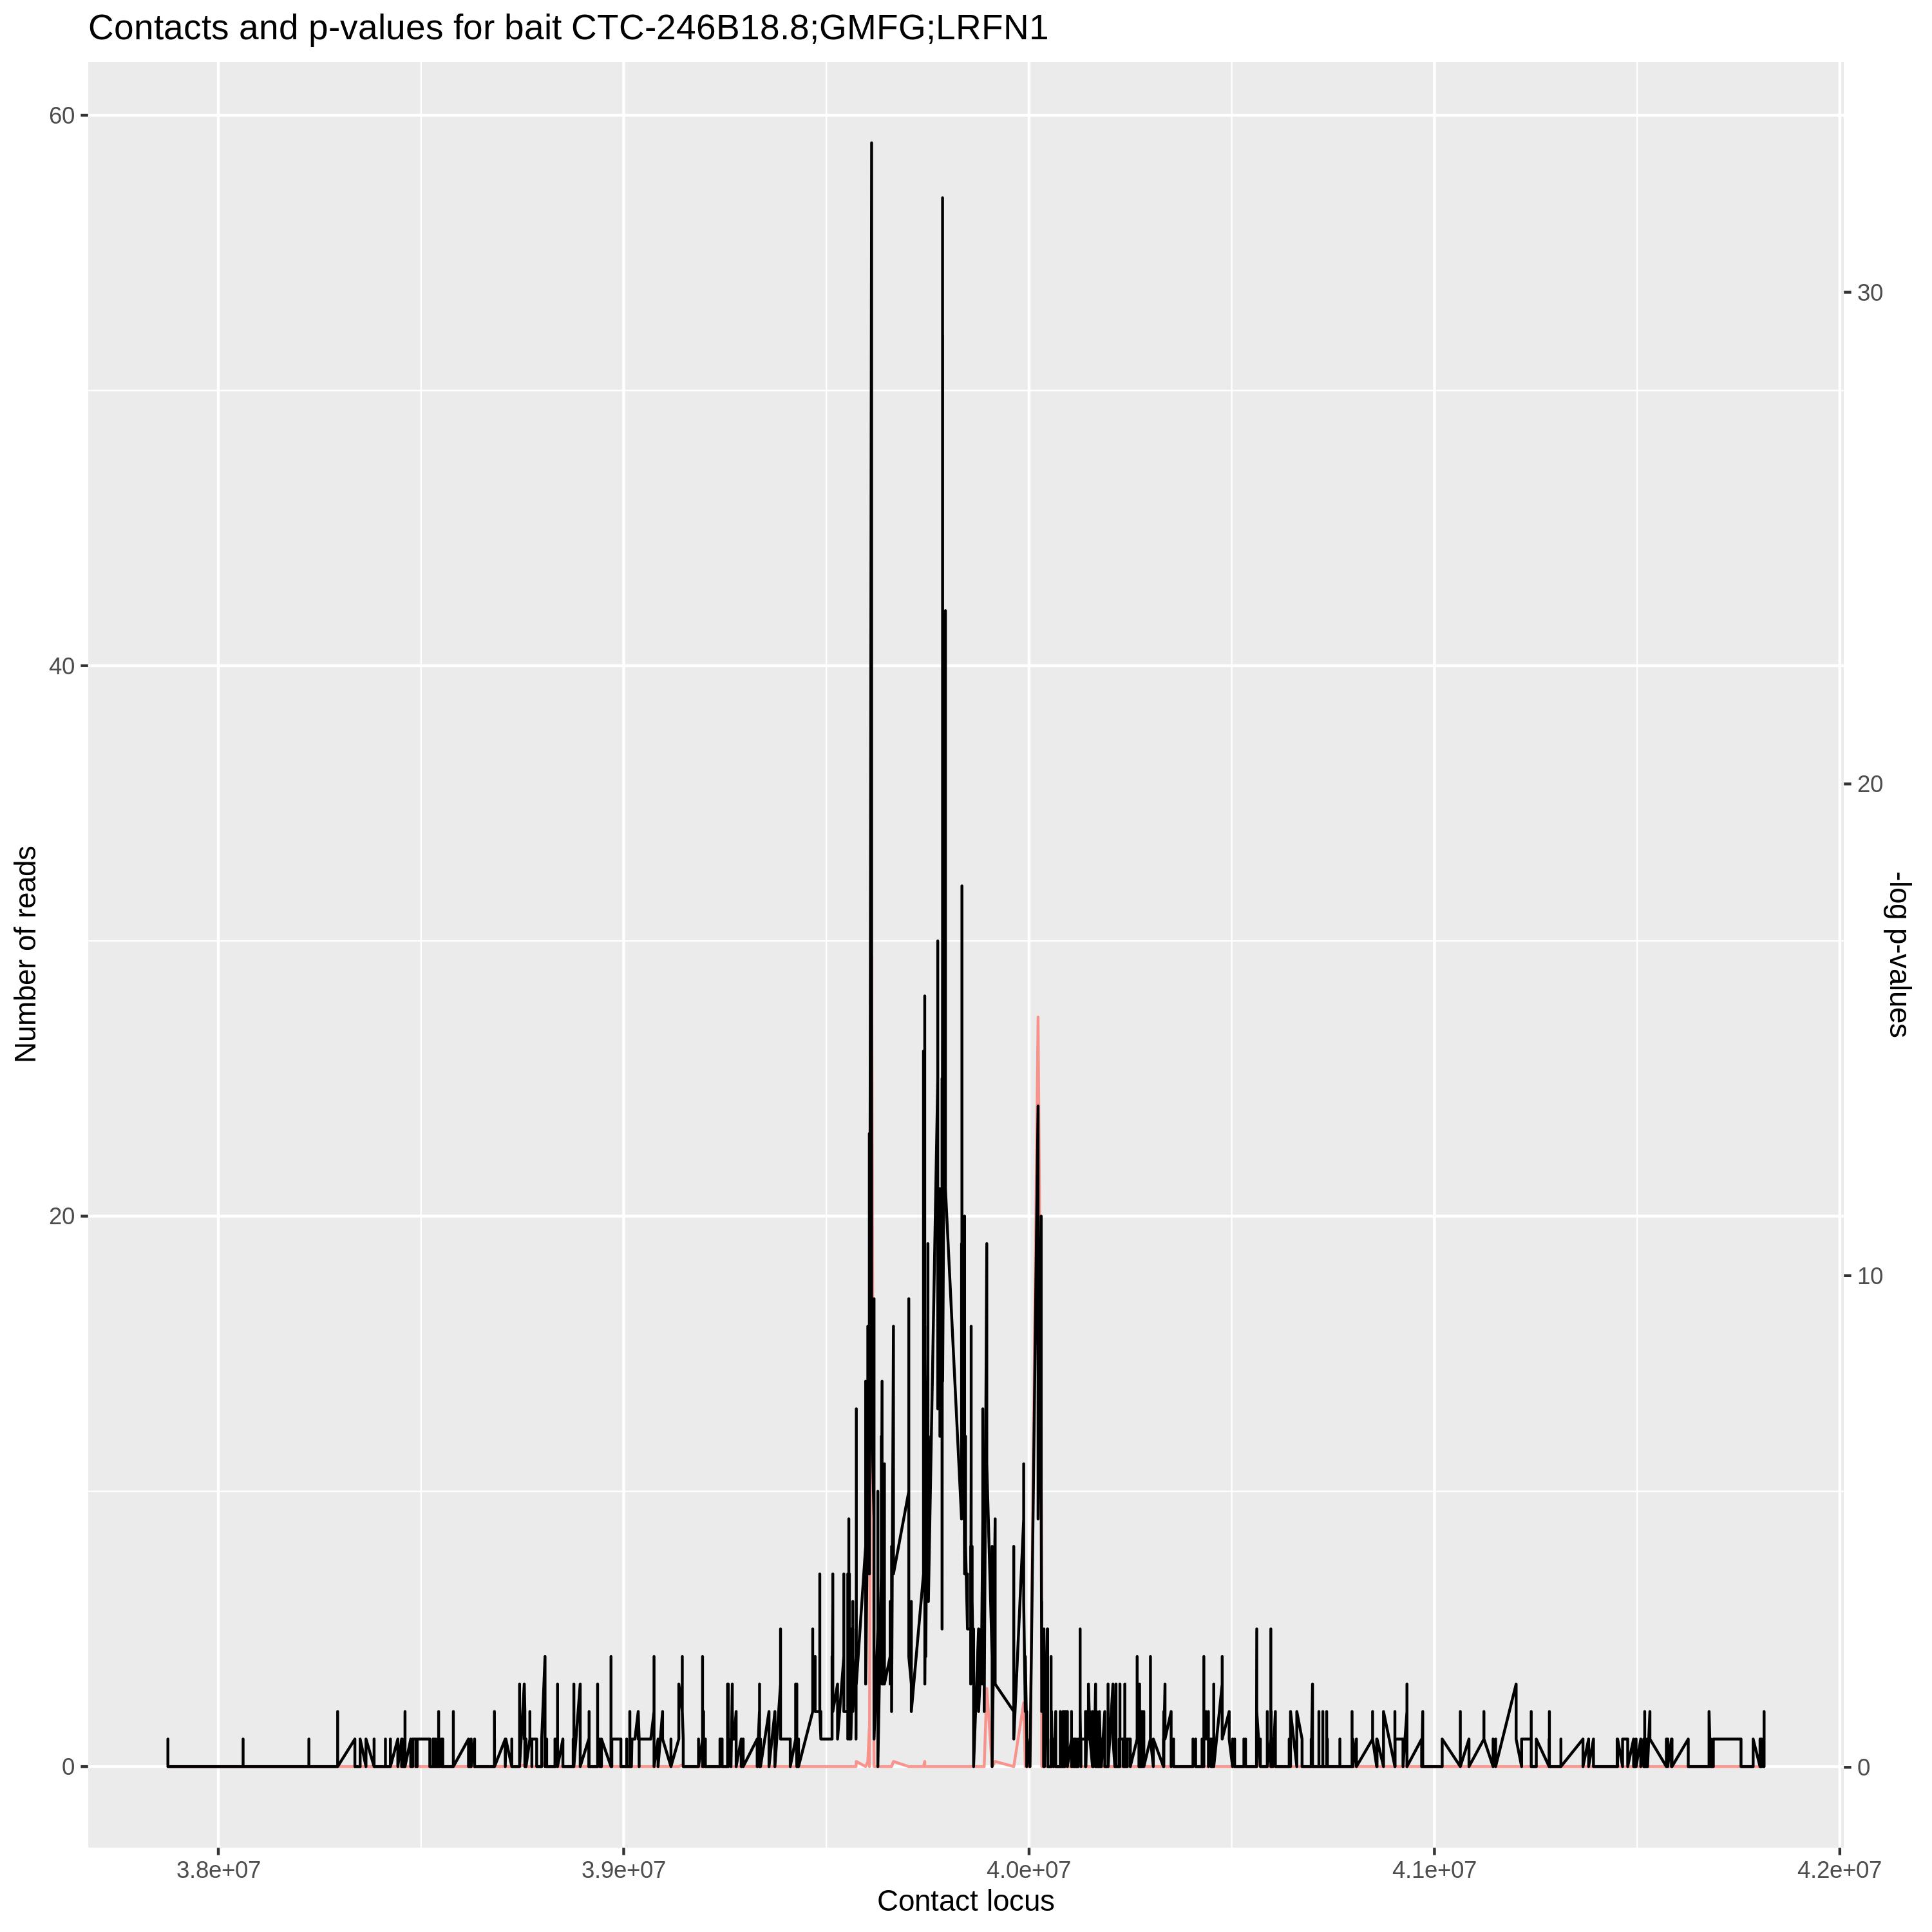 Contacts and p-values for bait CTC-246B18.8;GMFG;LRFN1
60
40
20
0
Number of reads
30
20
10
0
-log p-values
3.8e+07
3.9e+07
4.0e+07
4.1e+07
4.2e+07
Contact locus